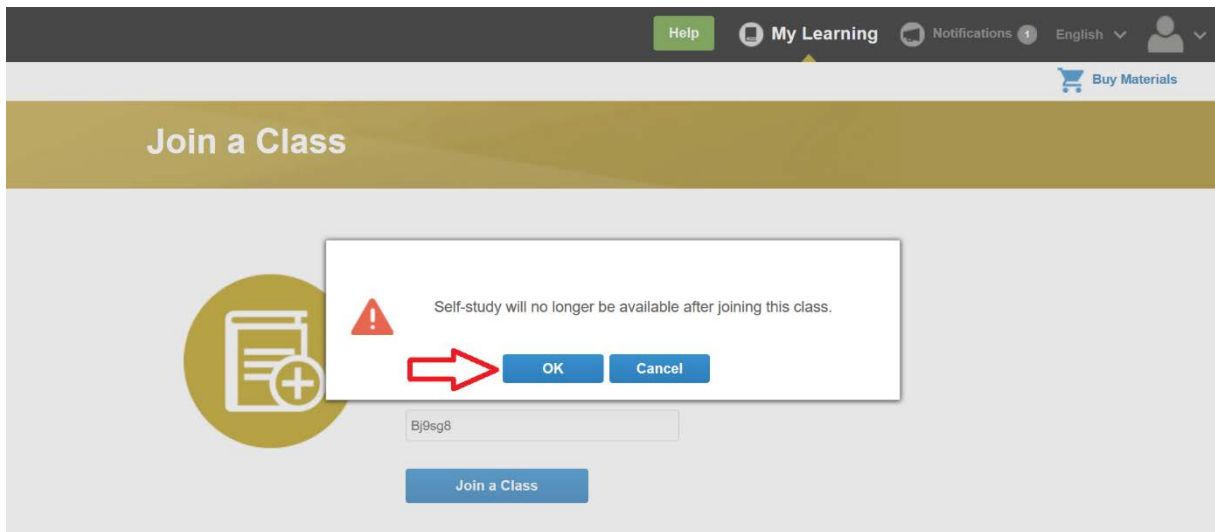 Help
My Learning
Notifications 1
English
Buy Materials
Join a Class
Self-study will no longer be available after joining this class.
OK
Cancel
Bj9sg8
Join a Class